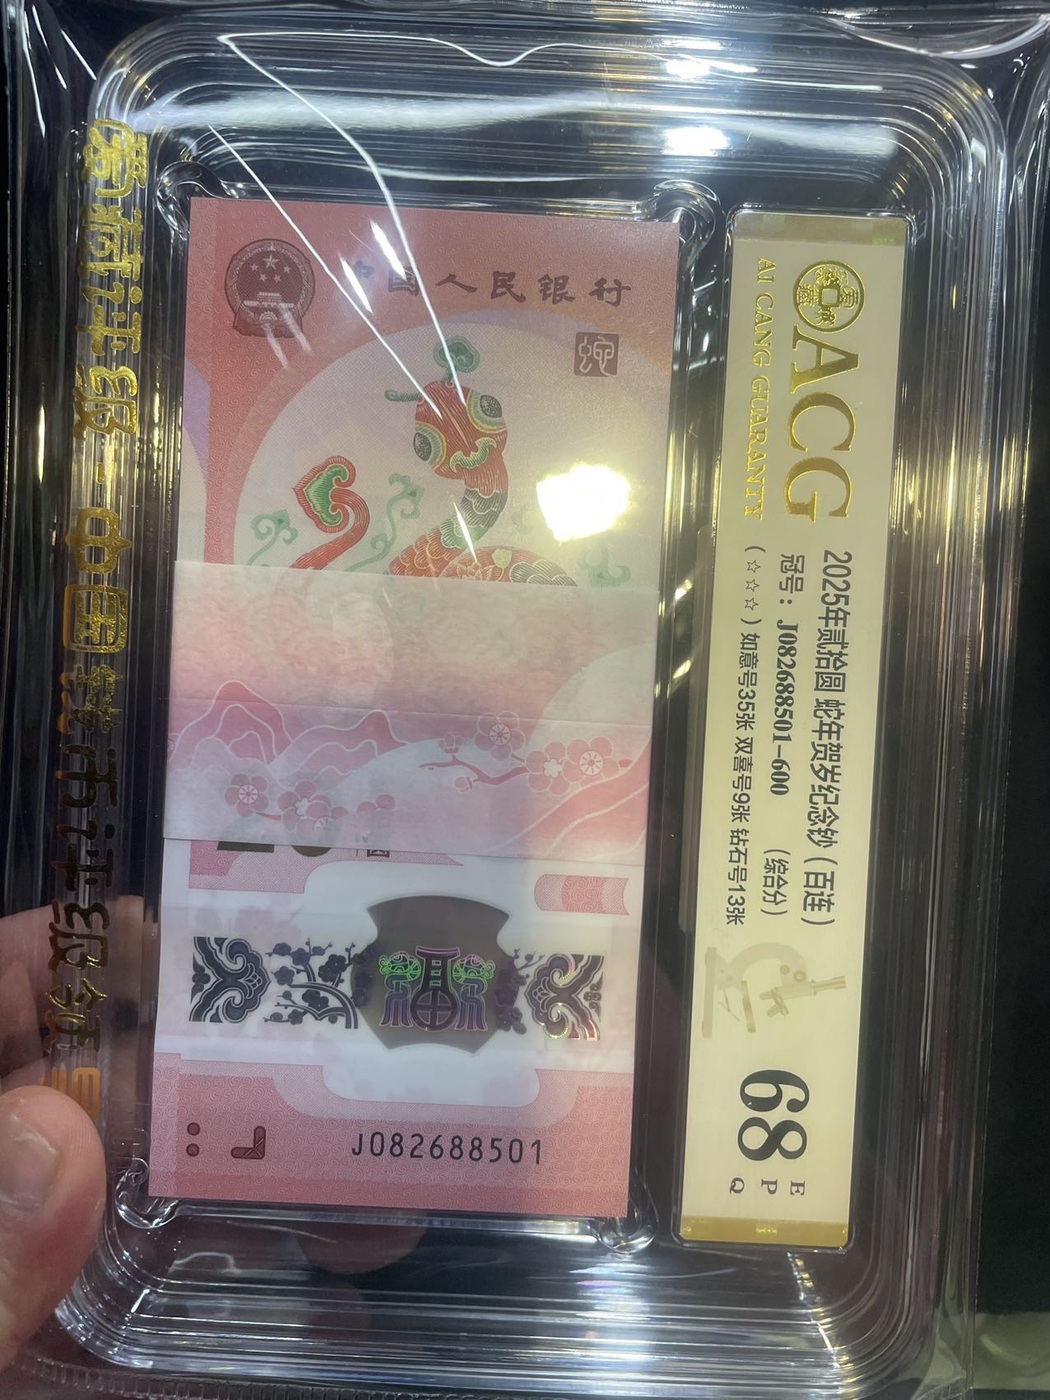 中国人民银行
J082688501
ACG
AI CANG GUARANTY
2025年贰拾圆 蛇年贺岁纪念钞（百连）
冠号：J082688501-600 （综合分）
（☆☆☆）如意号35张 双喜号9张 钻石号13张
68
E
P
Q
爱藏评级-中国
币评级领